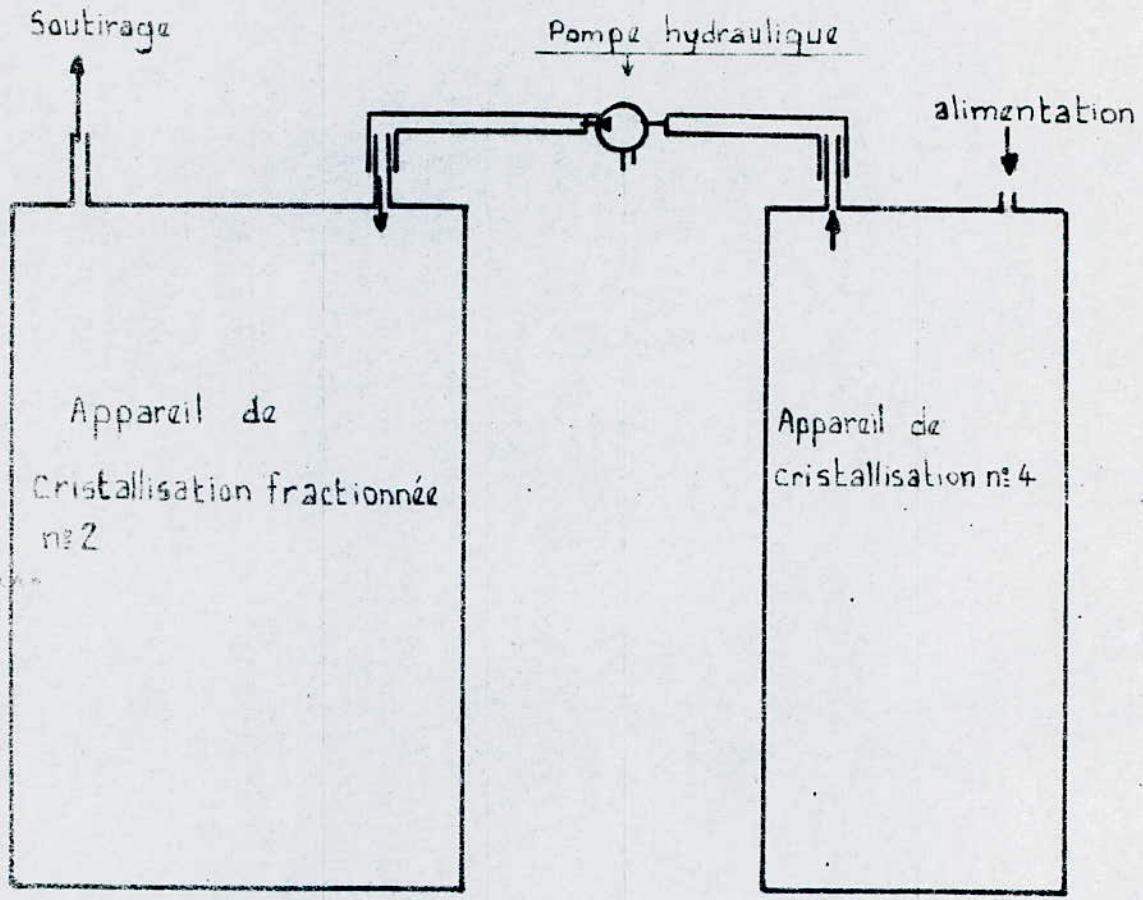 Soutirage
Pompe hydraulique
alimentation
Appareil de
Cristallisation fractionnée
n° 2
Appareil de
cristallisation n° 4